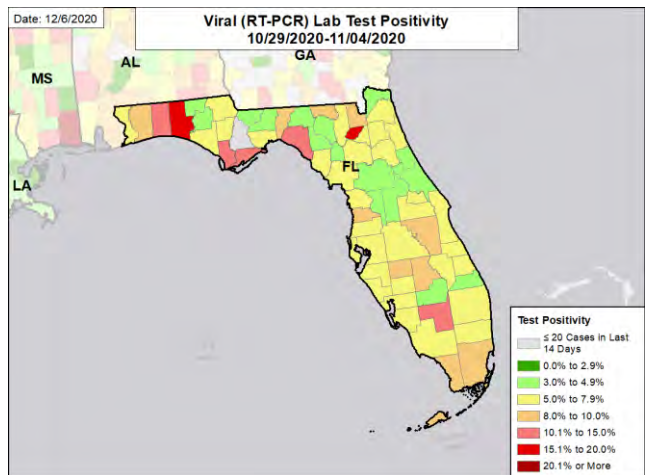 Date: 12/6/2020
Viral (RT-PCR) Lab Test Positivity
10/29/2020-11/04/2020
GA
AL
MS
LA
FL
Test Positivity
≤ 20 Cases in Last
14 Days
0.0% to 2.9%
3.0% to 4.9%
5.0% to 7.9%
8.0% to 10.0%
10.1% to 15.0%
15.1% to 20.0%
20.1% or More